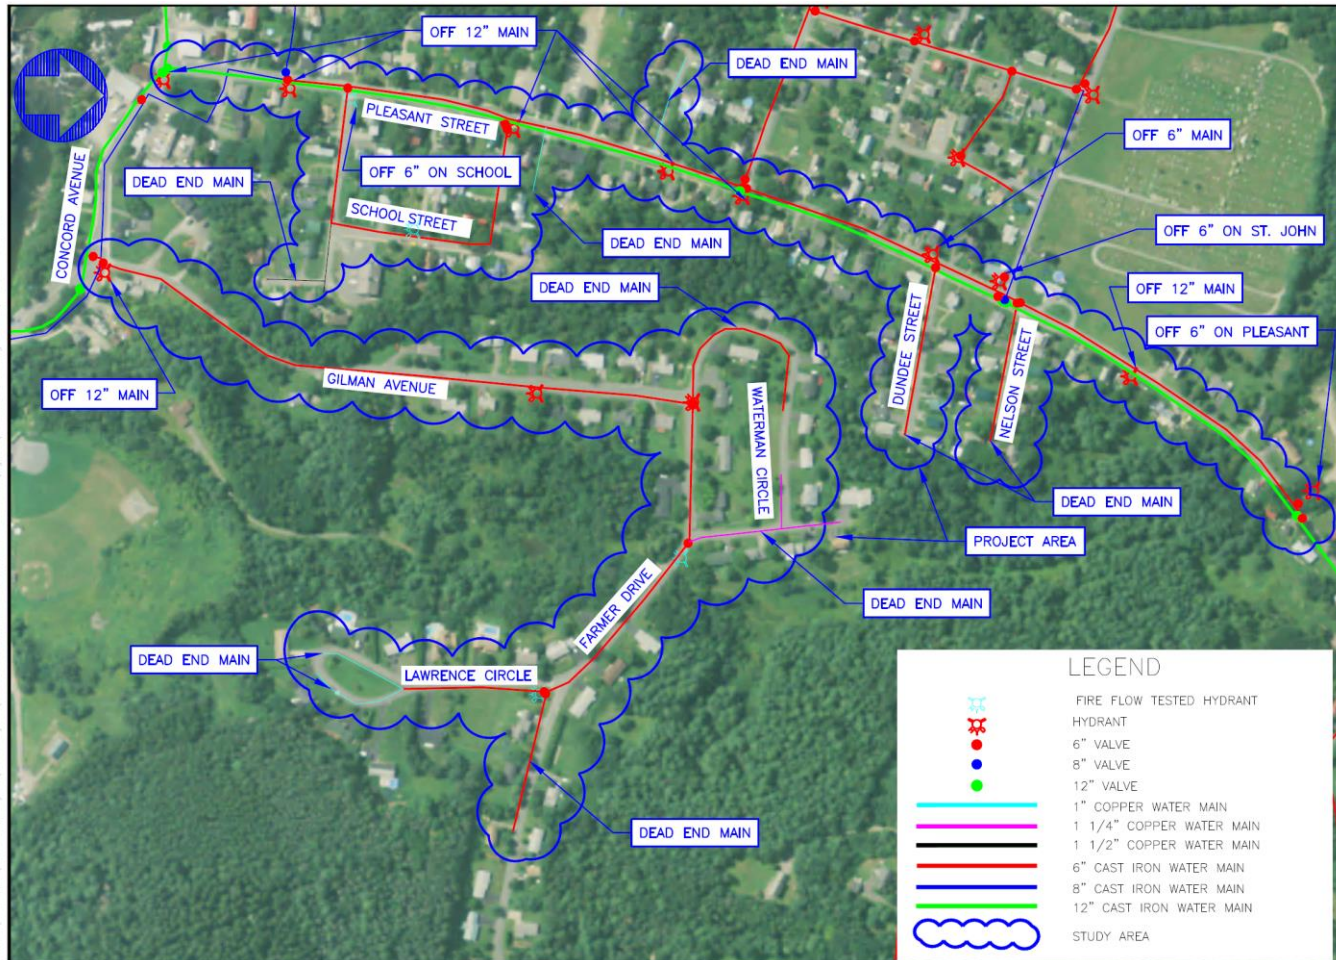 OFF 12" MAIN
DEAD END MAIN
OFF 6" MAIN
PLEASANT STREET
OFF 6" ON SCHOOL
DEAD END MAIN
CONCORD AVENUE
SCHOOL STREET
DEAD END MAIN
OFF 6" ON ST. JOHN
DEAD END MAIN
OFF 12" MAIN
OFF 6" ON PLEASANT
DUNDEE STREET
NELSON STREET
OFF 12" MAIN
GILMAN AVENUE
WATERMAN CIRCLE
DEAD END MAIN
PROJECT AREA
DEAD END MAIN
FARMER DRIVE
DEAD END MAIN
LAWRENCE CIRCLE
DEAD END MAIN
LEGEND
FIRE FLOW TESTED HYDRANT
HYDRANT
6" VALVE
8" VALVE
12" VALVE
1" COPPER WATER MAIN
1 1/4" COPPER WATER MAIN
1 1/2" COPPER WATER MAIN
6" CAST IRON WATER MAIN
8" CAST IRON WATER MAIN
12" CAST IRON WATER MAIN
STUDY AREA